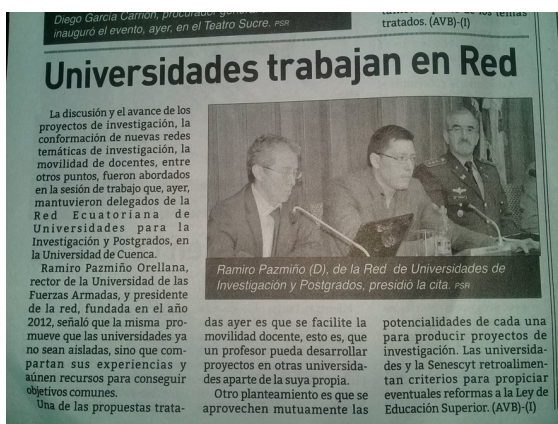 Diego García Carrión, procurador
inauguró el evento, ayer, en el Teatro Sucre. PSR
tratados. (AVB)-(I)
Universidades trabajan en Red
La discusión y el avance de los
proyectos de investigación, la
conformación de nuevas redes
temáticas de investigación, la
movilidad de docentes, entre
otros puntos, fueron abordados
en la sesión de trabajo que, ayer,
mantuvieron delegados de la
Red Ecuatoriana de
Universidades para la
Investigación y Postgrados, en
la Universidad de Cuenca.
Ramiro Pazmiño Orellana,
rector de la Universidad de las
Fuerzas Armadas, y presidente
de la red, fundada en el año
2012, señaló que la misma pro-
mueve que las universidades ya
no sean aisladas, sino que com-
partan sus experiencias y
aúnen recursos para conseguir
objetivos comunes.
Una de las propuestas trata-
Ramiro Pazmiño (D), de la Red de Universidades de
Investigación y Postgrados, presidió la cita. PSR
das ayer es que se facilite la
movilidad docente, esto es, que
un profesor pueda desarrollar
proyectos en otras universida-
des aparte de la suya propia.
Otro planteamiento es que se
aprovechen mutuamente las
potencialidades de cada una
para producir proyectos de
investigación. Las universida-
des y la Senescyt retroalimen-
tan criterios para propiciar
eventuales reformas a la Ley de
Educación Superior. (AVB)-(I)